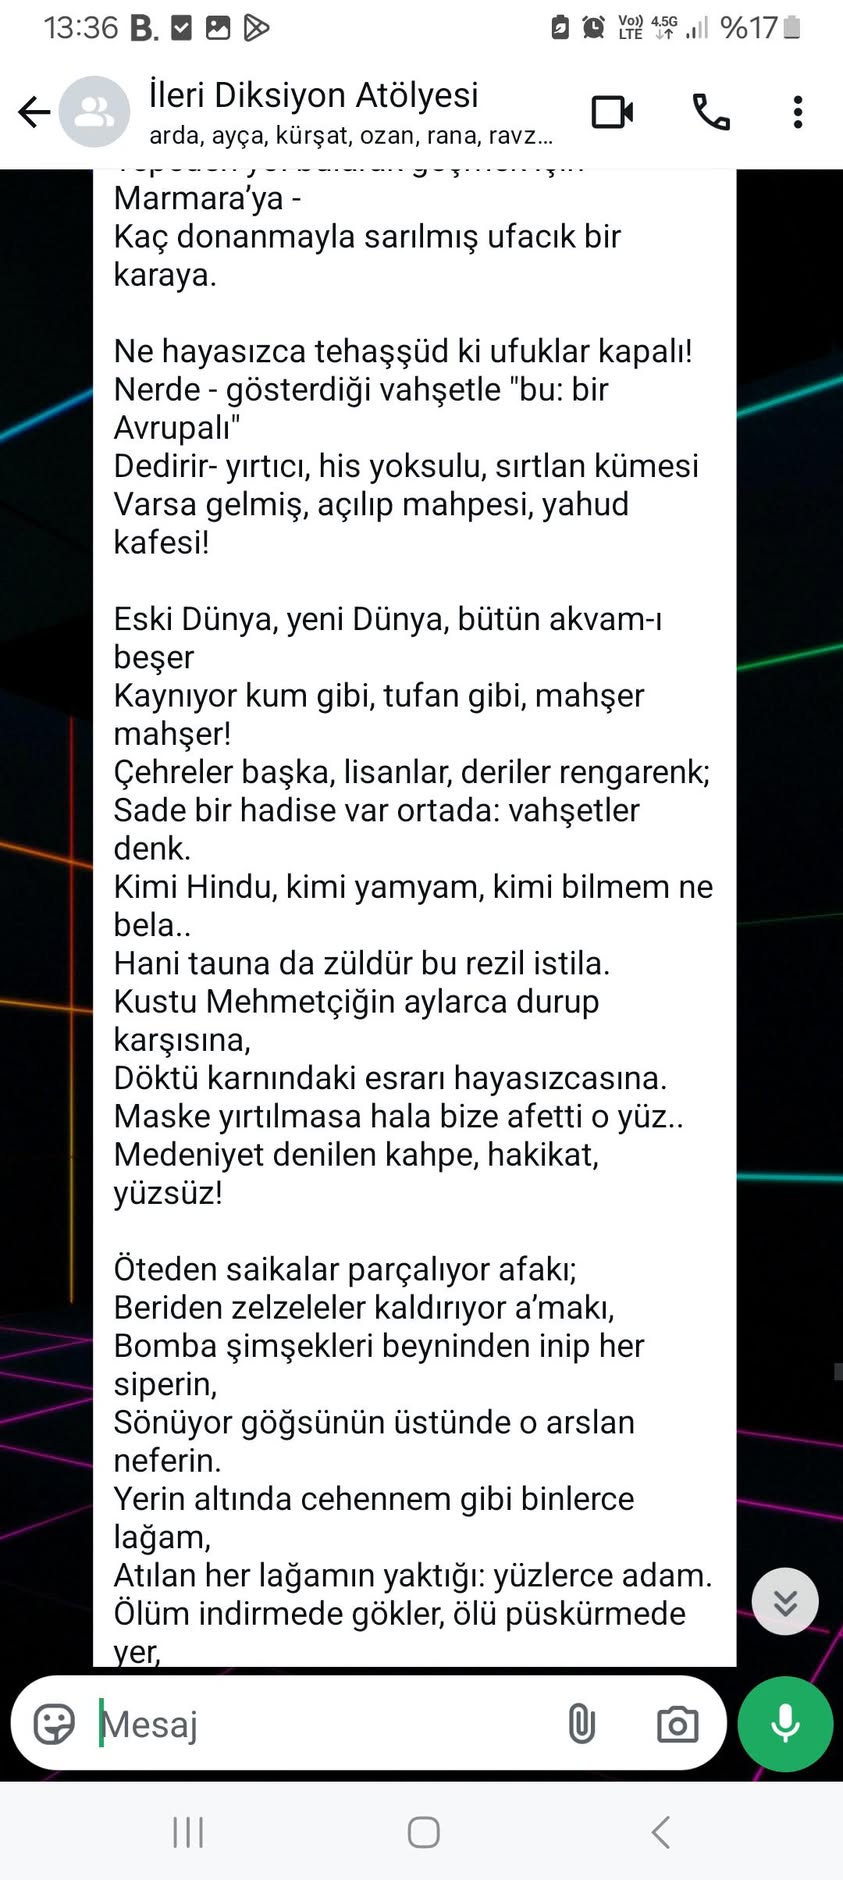 13:36 B. Vo)) LTE 4.5G %17
İleri Diksiyon Atölyesi
arda, ayça, kürşat, ozan, rana, ravz...
Tepeden yol bularak geçmek için
Marmara’ya -
Kaç donanmayla sarılmış ufacık bir
karaya.
Ne hayasızca tehaşşüd ki ufuklar kapalı!
Nerde - gösterdiği vahşetle "bu: bir
Avrupalı"
Dedirir- yırtıcı, his yoksulu, sırtlan kümesi
Varsa gelmiş, açılıp mahpesi, yahud
kafesi!
Eski Dünya, yeni Dünya, bütün akvam-ı
beşer
Kaynıyor kum gibi, tufan gibi, mahşer
mahşer!
Çehreler başka, lisanlar, deriler rengarenk;
Sade bir hadise var ortada: vahşetler
denk.
Kimi Hindu, kimi yamyam, kimi bilmem ne
bela..
Hani tauna da züldür bu rezil istila.
Kustu Mehmetçiğin aylarca durup
karşısına,
Döktü karnındaki esrarı hayasızcasına.
Maske yırtılmasa hala bize afetti o yüz..
Medeniyet denilen kahpe, hakikat,
yüzsüz!
Öteden saikalar parçalıyor afakı;
Beriden zelzeleler kaldırıyor a’makı,
Bomba şimşekleri beyninden inip her
siperin,
Sönüyor göğsünün üstünde o arslan
neferin.
Yerin altında cehennem gibi binlerce
lağam,
Atılan her lağamın yaktığı: yüzlerce adam.
Ölüm indirmede gökler, ölü püskürmede
yer,
Mesaj